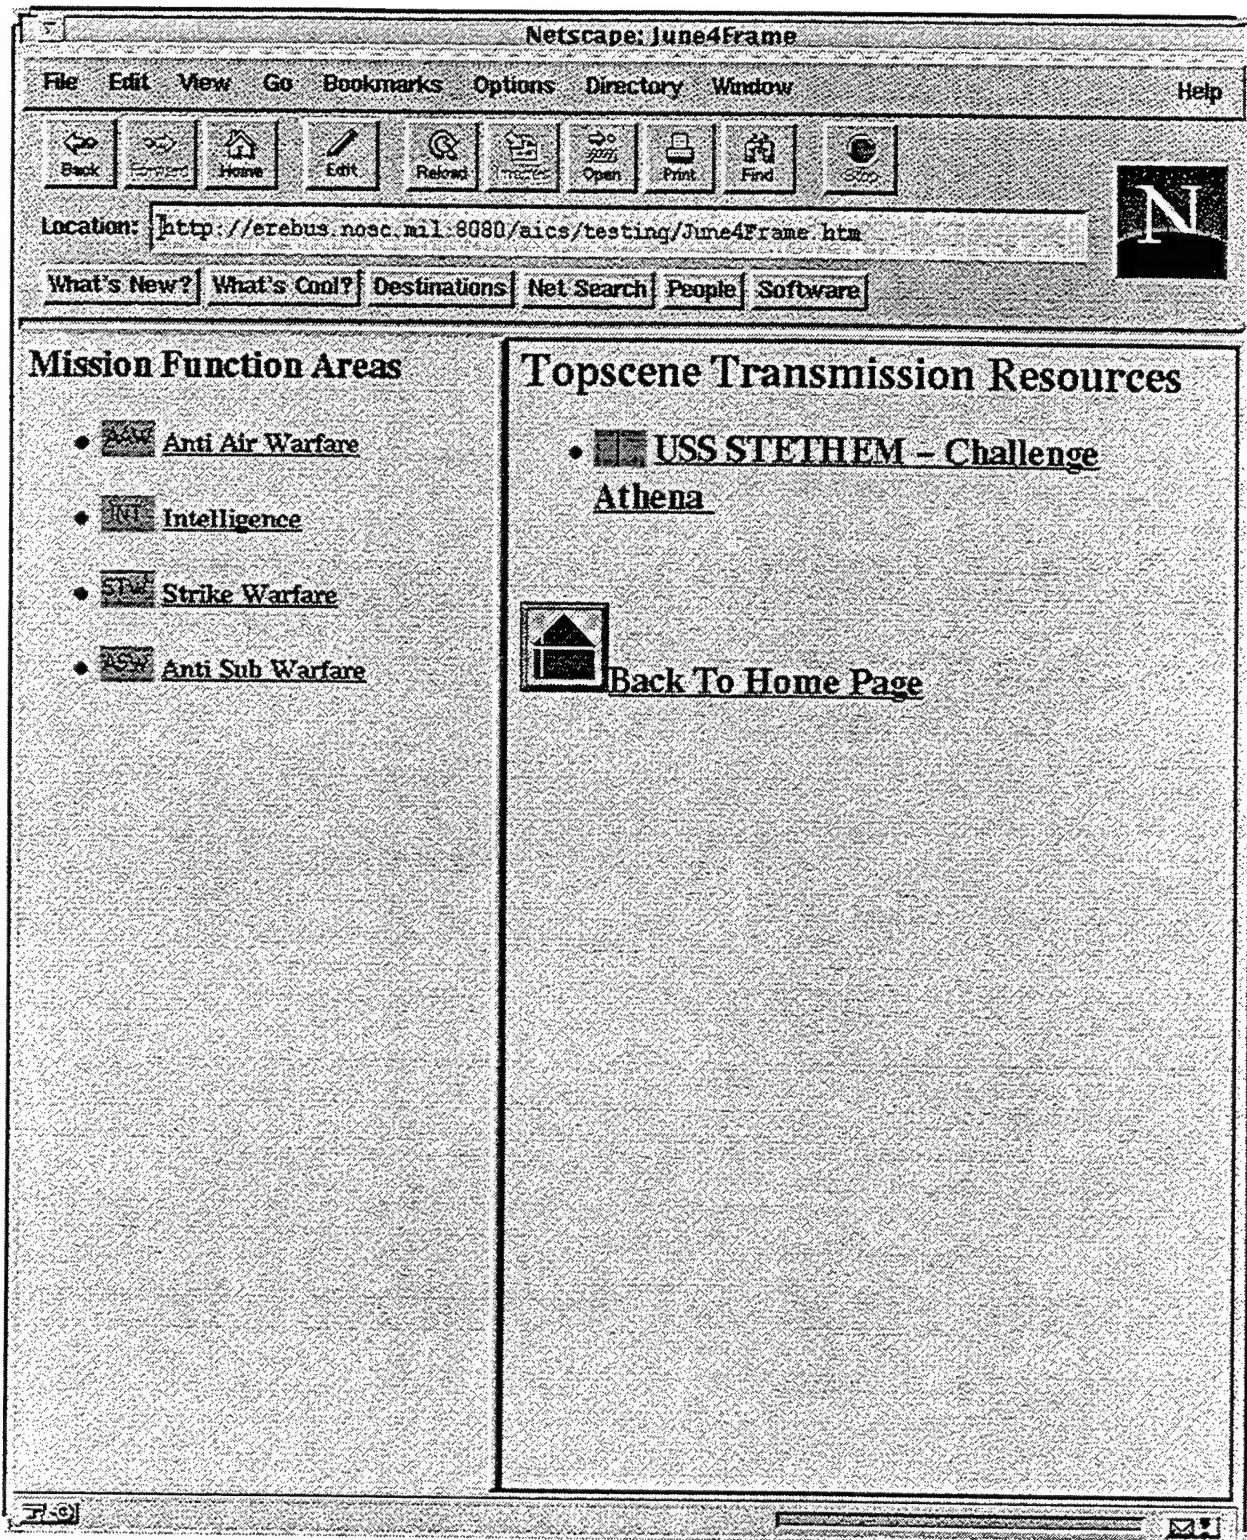 Netscape: June4Frame
File Edit View Go Bookmarks Options Directory Window Help
Back Forward Home Edit Reload Images Open Print Find Stop
N
Location: http://erebus.nosc.mil:8080/aics/testing/June4Frame.htm
What's New? What's Cool? Destinations Net Search People Software
Mission Function Areas
AAW Anti Air Warfare
INT Intelligence
STW Strike Warfare
ASW Anti Sub Warfare
Topscene Transmission Resources
USS STETHEM – Challenge
Athena
Back To Home Page